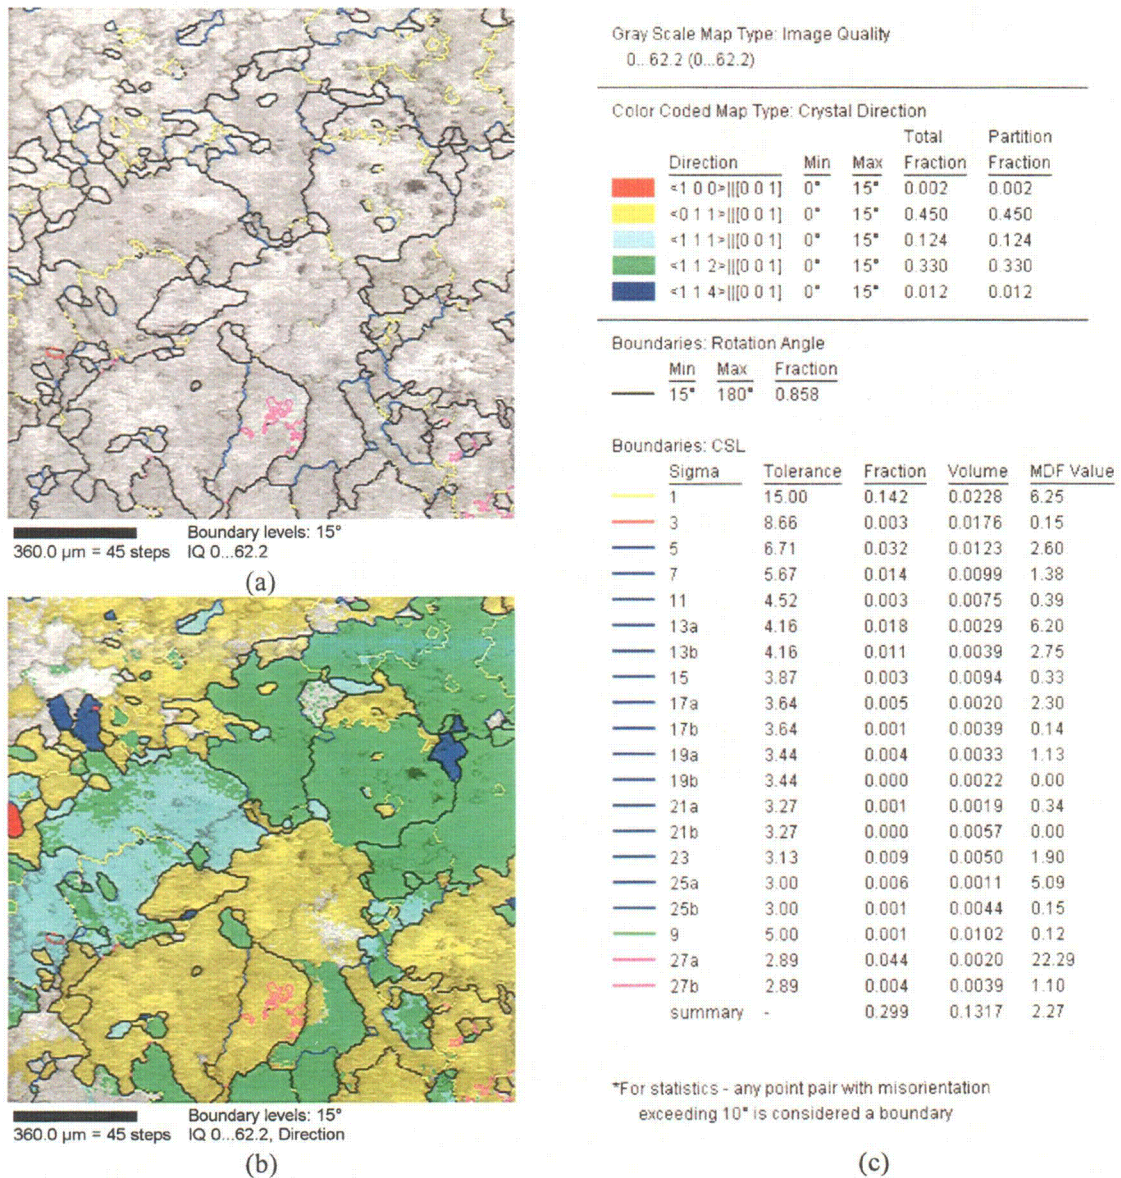 Boundary levels: 15°
360.0 µm = 45 steps IQ 0...62.2
(a)
Boundary levels: 15°
360.0 µm = 45 steps IQ 0...62.2, Direction
(b)
Gray Scale Map Type: Image Quality
0...62.2 (0...62.2)
Color Coded Map Type: Crystal Direction
Total Partition
Direction Min Max Fraction Fraction
<1 0 0>||[0 0 1] 0° 15° 0.002 0.002
<0 1 1>||[0 0 1] 0° 15° 0.450 0.450
<1 1 1>||[0 0 1] 0° 15° 0.124 0.124
<1 1 2>||[0 0 1] 0° 15° 0.330 0.330
<1 1 4>||[0 0 1] 0° 15° 0.012 0.012
Boundaries: Rotation Angle
Min Max Fraction
15° 180° 0.858
Boundaries: CSL
Sigma Tolerance Fraction Volume MDF Value
1 15.00 0.142 0.0228 6.25
3 8.66 0.003 0.0176 0.15
5 6.71 0.032 0.0123 2.60
7 5.67 0.014 0.0099 1.38
11 4.52 0.003 0.0075 0.39
13a 4.16 0.018 0.0029 6.20
13b 4.16 0.011 0.0039 2.75
15 3.87 0.003 0.0094 0.33
17a 3.64 0.005 0.0020 2.30
17b 3.64 0.001 0.0039 0.14
19a 3.44 0.004 0.0033 1.13
19b 3.44 0.000 0.0022 0.00
21a 3.27 0.001 0.0019 0.34
21b 3.27 0.000 0.0057 0.00
23 3.13 0.009 0.0050 1.90
25a 3.00 0.006 0.0011 5.09
25b 3.00 0.001 0.0044 0.15
9 5.00 0.001 0.0102 0.12
27a 2.89 0.044 0.0020 22.29
27b 2.89 0.004 0.0039 1.10
summary - 0.299 0.1317 2.27
*For statistics - any point pair with misorientation
exceeding 10° is considered a boundary
(c)